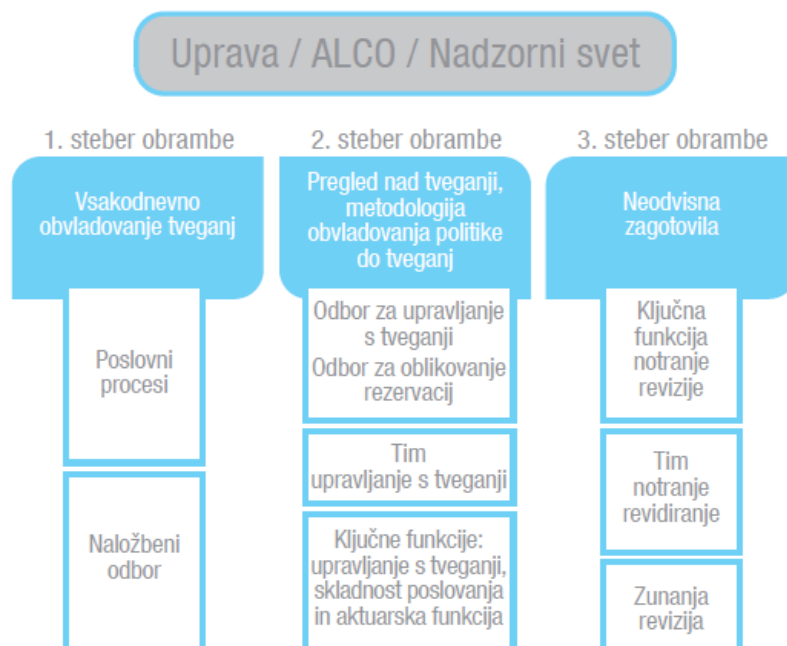 Uprava / ALCO / Nadzorni svet
1. steber obrambe
Vsakodnevno
obvladovanje tveganj
Poslovni
procesi
Naložbeni
odbor
2. steber obrambe
Pregled nad tveganji,
metodologija
obvladovanja politike
do tveganj
Odbor za upravljanje
s tveganji
Odbor za oblikovanje
rezervacij
Tim
upravljanje s tveganji
Ključne funkcije:
upravljanje s tveganji,
skladnost poslovanja
in aktuarska funkcija
3. steber obrambe
Neodvisna
zagotovila
Ključna
funkcija
notranje
revizije
Tim
notranje
revidiranje
Zunanja
revizija